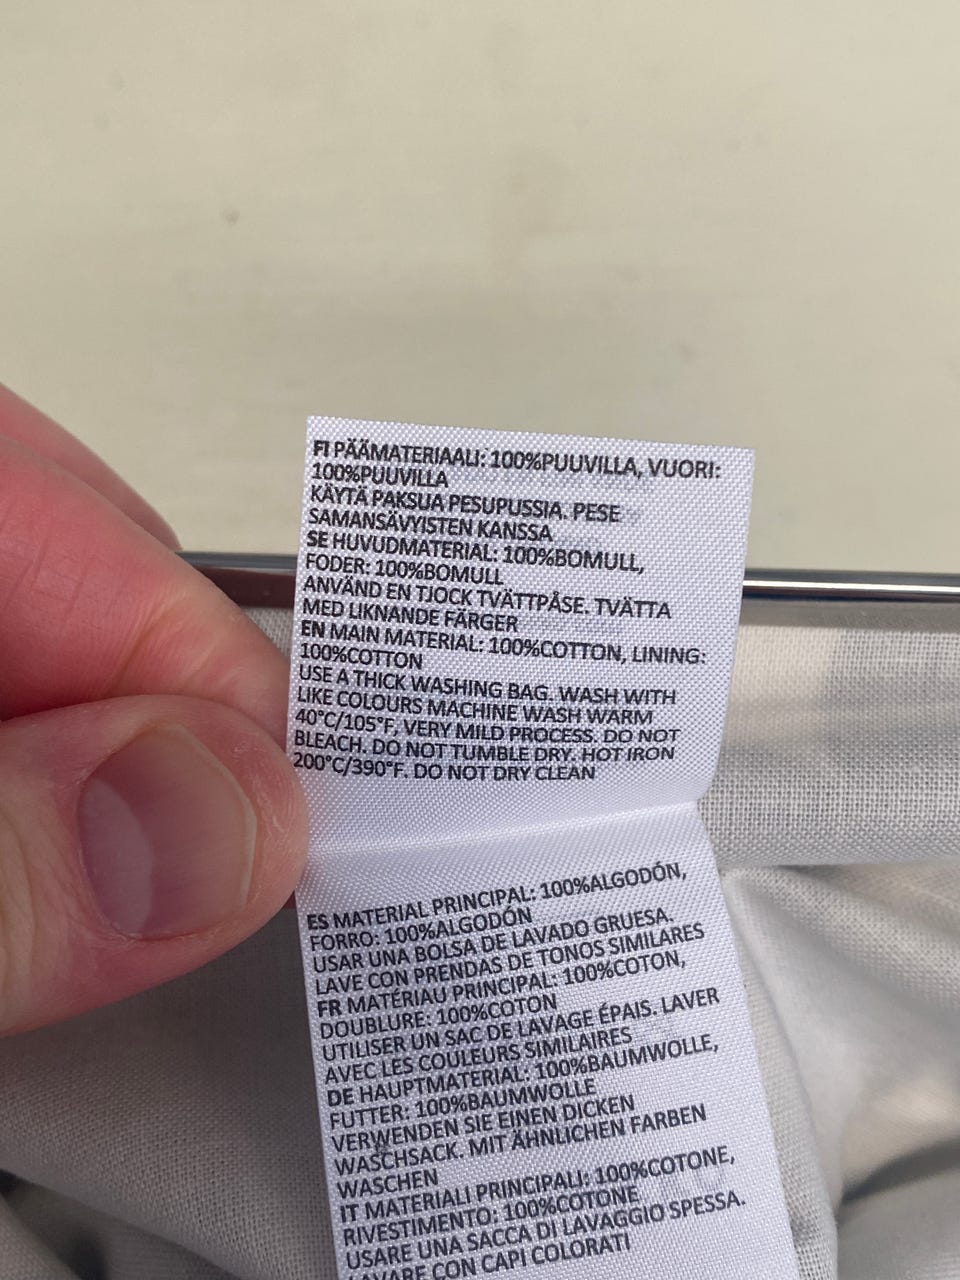 FI PÄÄMATERIAALI: 100%PUUVILLA, VUORI:
100%PUUVILLA
KÄYTÄ PAKSUA PESUPUSSIA. PESE
SAMANSÄVYISTEN KANSSA
SE HUVUDMATERIAL: 100%BOMULL,
FODER: 100%BOMULL
ANVÄND EN TJOCK TVÄTTPÅSE. TVÄTTA
MED LIKNANDE FÄRGER
EN MAIN MATERIAL: 100%COTTON, LINING:
100%COTTON
USE A THICK WASHING BAG. WASH WITH
LIKE COLOURS MACHINE WASH WARM
40°C/105°F, VERY MILD PROCESS. DO NOT
BLEACH. DO NOT TUMBLE DRY. HOT IRON
200°C/390°F. DO NOT DRY CLEAN
ES MATERIAL PRINCIPAL: 100%ALGODÓN,
FORRO: 100%ALGODÓN
USAR UNA BOLSA DE LAVADO GRUESA.
LAVE CON PRENDAS DE TONOS SIMILARES
FR MATÉRIAU PRINCIPAL: 100%COTON,
DOUBLURE: 100%COTON
UTILISER UN SAC DE LAVAGE ÉPAIS. LAVER
AVEC LES COULEURS SIMILAIRES
DE HAUPTMATERIAL: 100%BAUMWOLLE,
FUTTER: 100%BAUMWOLLE
VERWENDEN SIE EINEN DICKEN
WASCHSACK. MIT ÄHNLICHEN FARBEN
WASCHEN
IT MATERIALI PRINCIPALI: 100%COTONE,
RIVESTIMENTO: 100%COTONE
USARE UNA SACCA DI LAVAGGIO SPESSA.
LAVARE CON CAPI COLORATI